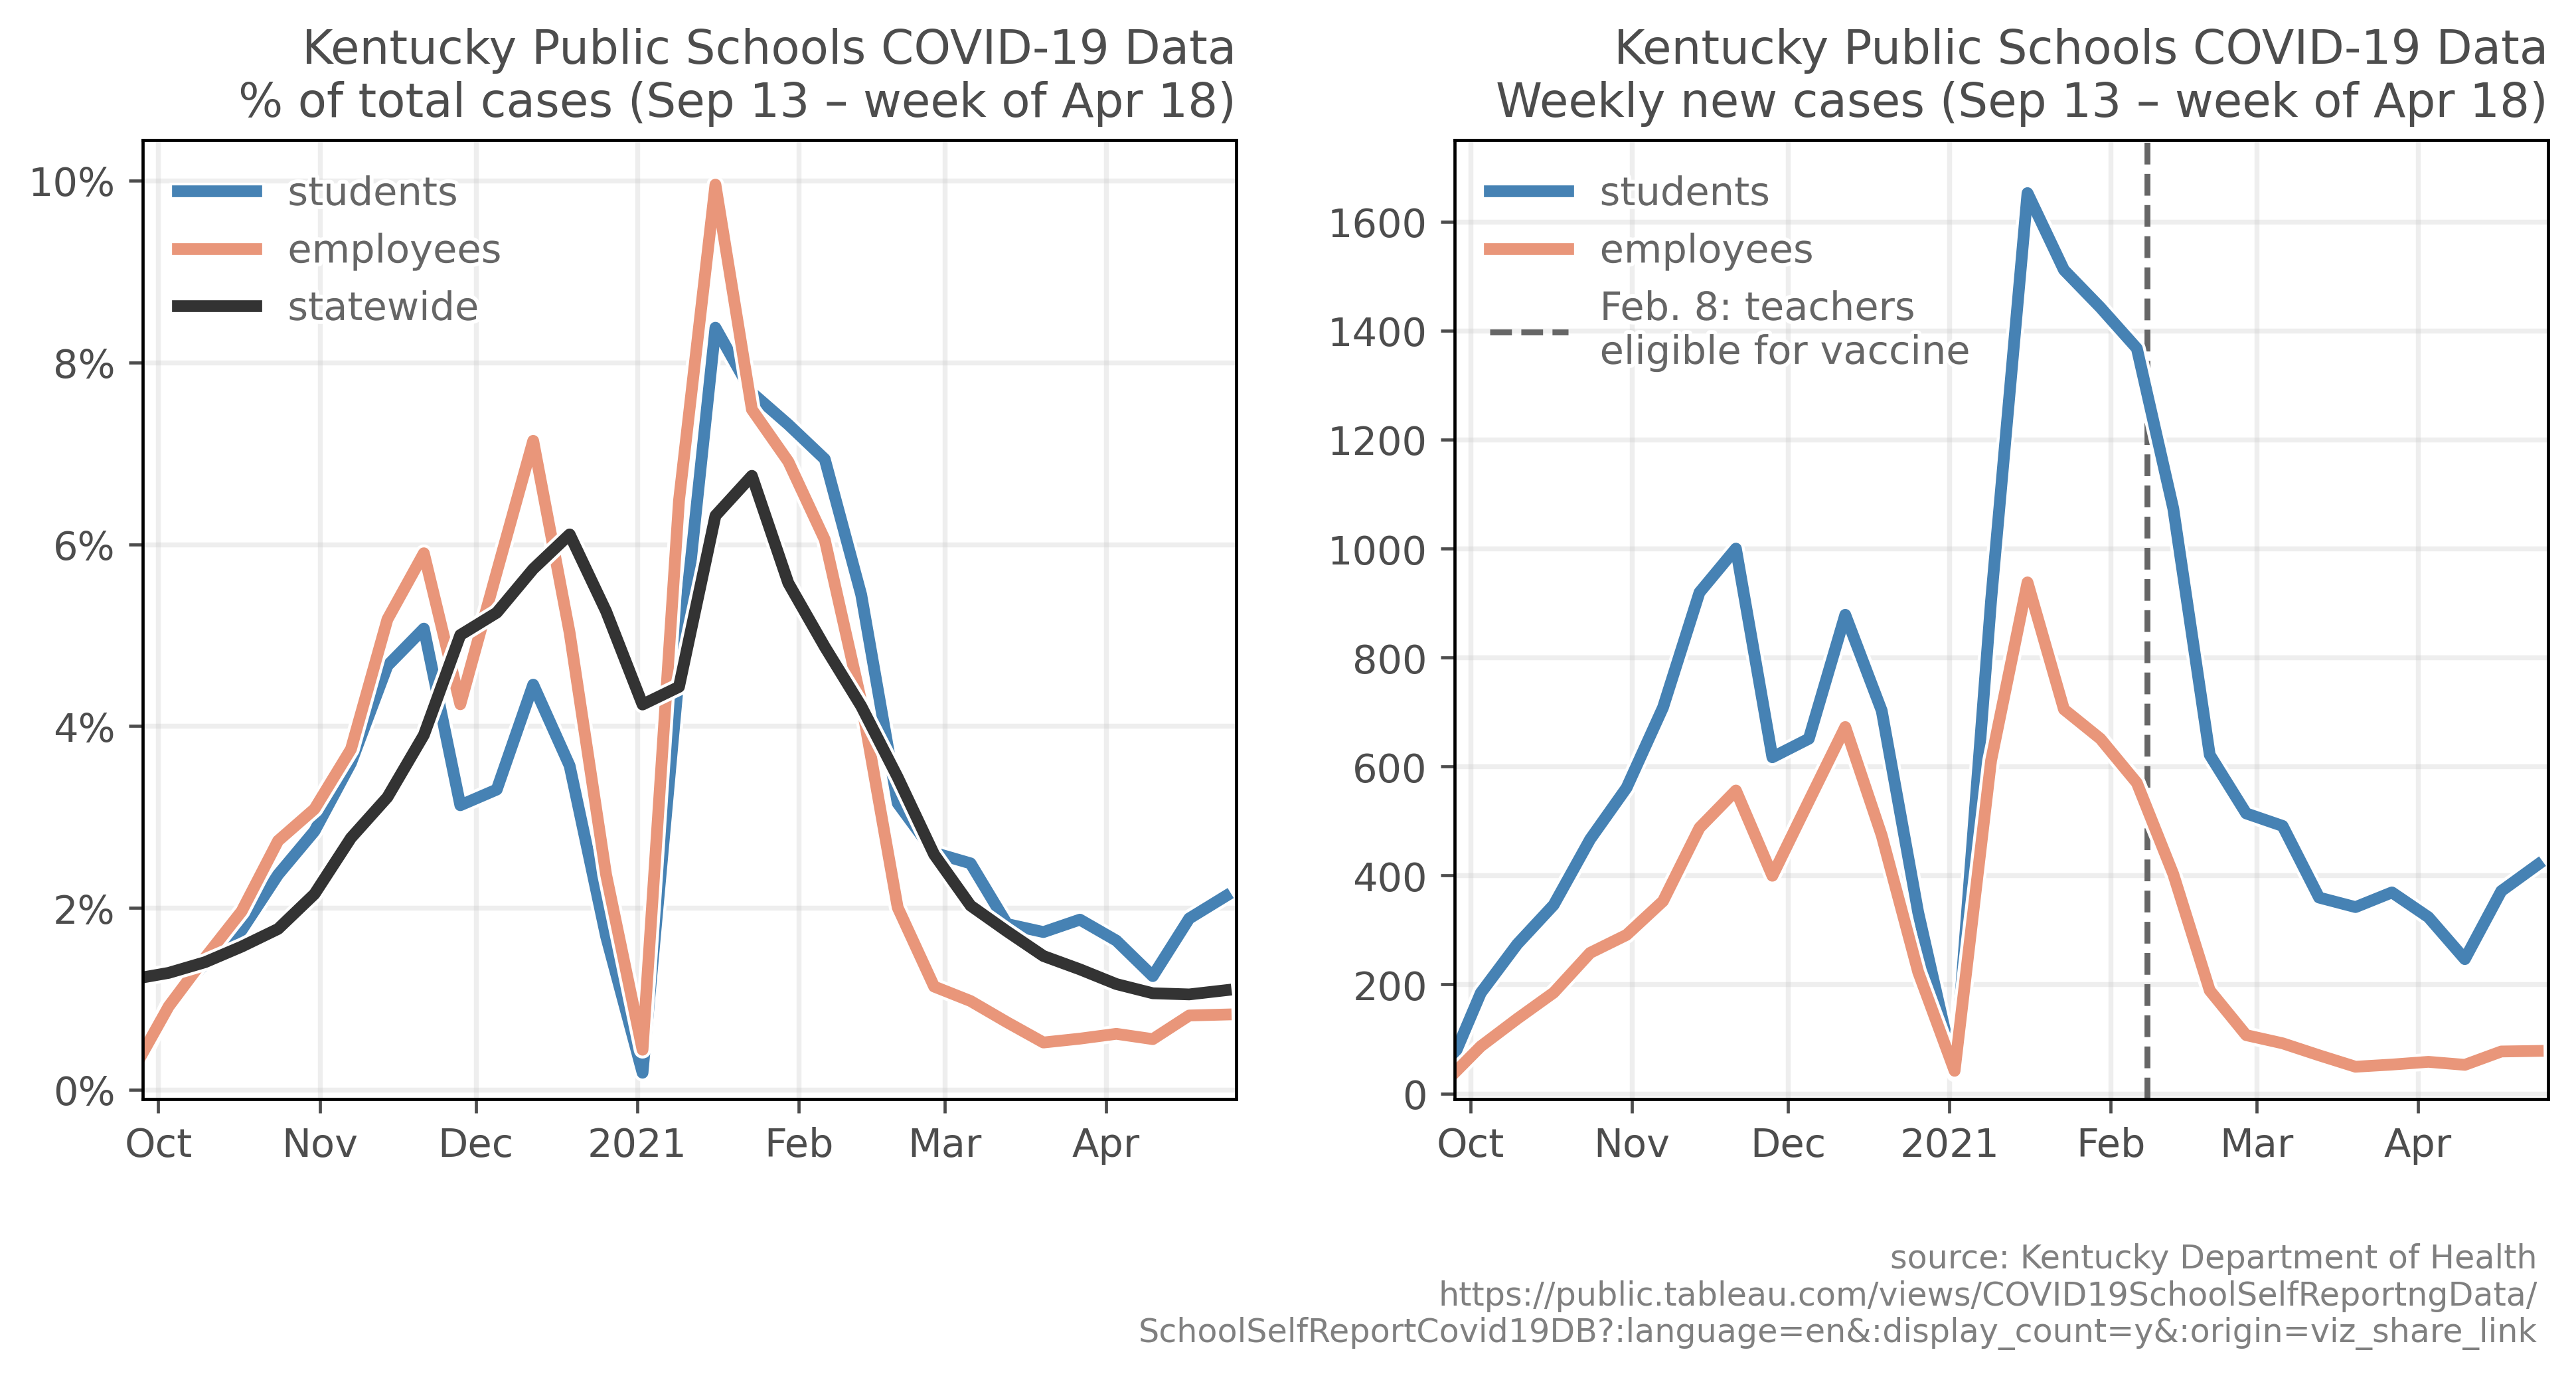 Kentucky Public Schools COVID-19 Data
% of total cases (Sep 13 – week of Apr 18)
10%
8%
6%
4%
2%
0%
students
employees
statewide
Oct
Nov
Dec
2021
Feb
Mar
Apr
Kentucky Public Schools COVID-19 Data
Weekly new cases (Sep 13 – week of Apr 18)
1600
1400
1200
1000
800
600
400
200
0
students
employees
Feb. 8: teachers
eligible for vaccine
Oct
Nov
Dec
2021
Feb
Mar
Apr
source: Kentucky Department of Health
https://public.tableau.com/views/COVID19SchoolSelfReportngData/
SchoolSelfReportCovid19DB?:language=en&:display_count=y&:origin=viz_share_link